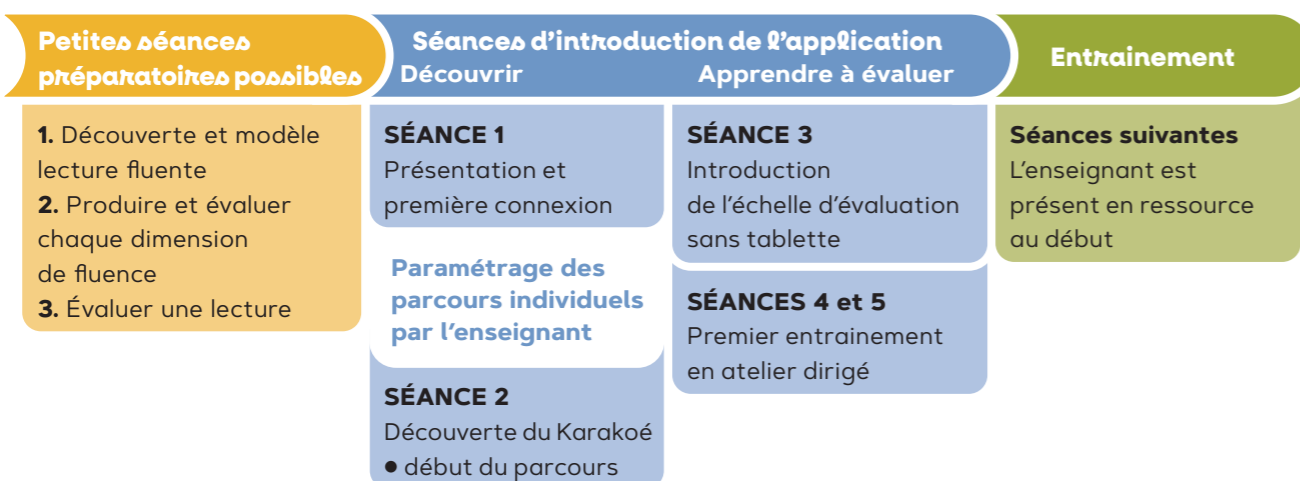 Petites séances
préparatoires possibles
1. Découverte et modèle
lecture fluente
2. Produire et évaluer
chaque dimension
de fluence
3. Évaluer une lecture
Séances d'introduction de l'application
Découvrir
SÉANCE 1
Présentation et
première connexion
Paramétrage des
parcours individuels
par l'enseignant
SÉANCE 2
Découverte du Karakoé
• début du parcours
Apprendre à évaluer
SÉANCE 3
Introduction
de l'échelle d'évaluation
sans tablette
SÉANCES 4 et 5
Premier entrainement
en atelier dirigé
Entrainement
Séances suivantes
L'enseignant est
présent en ressource
au début